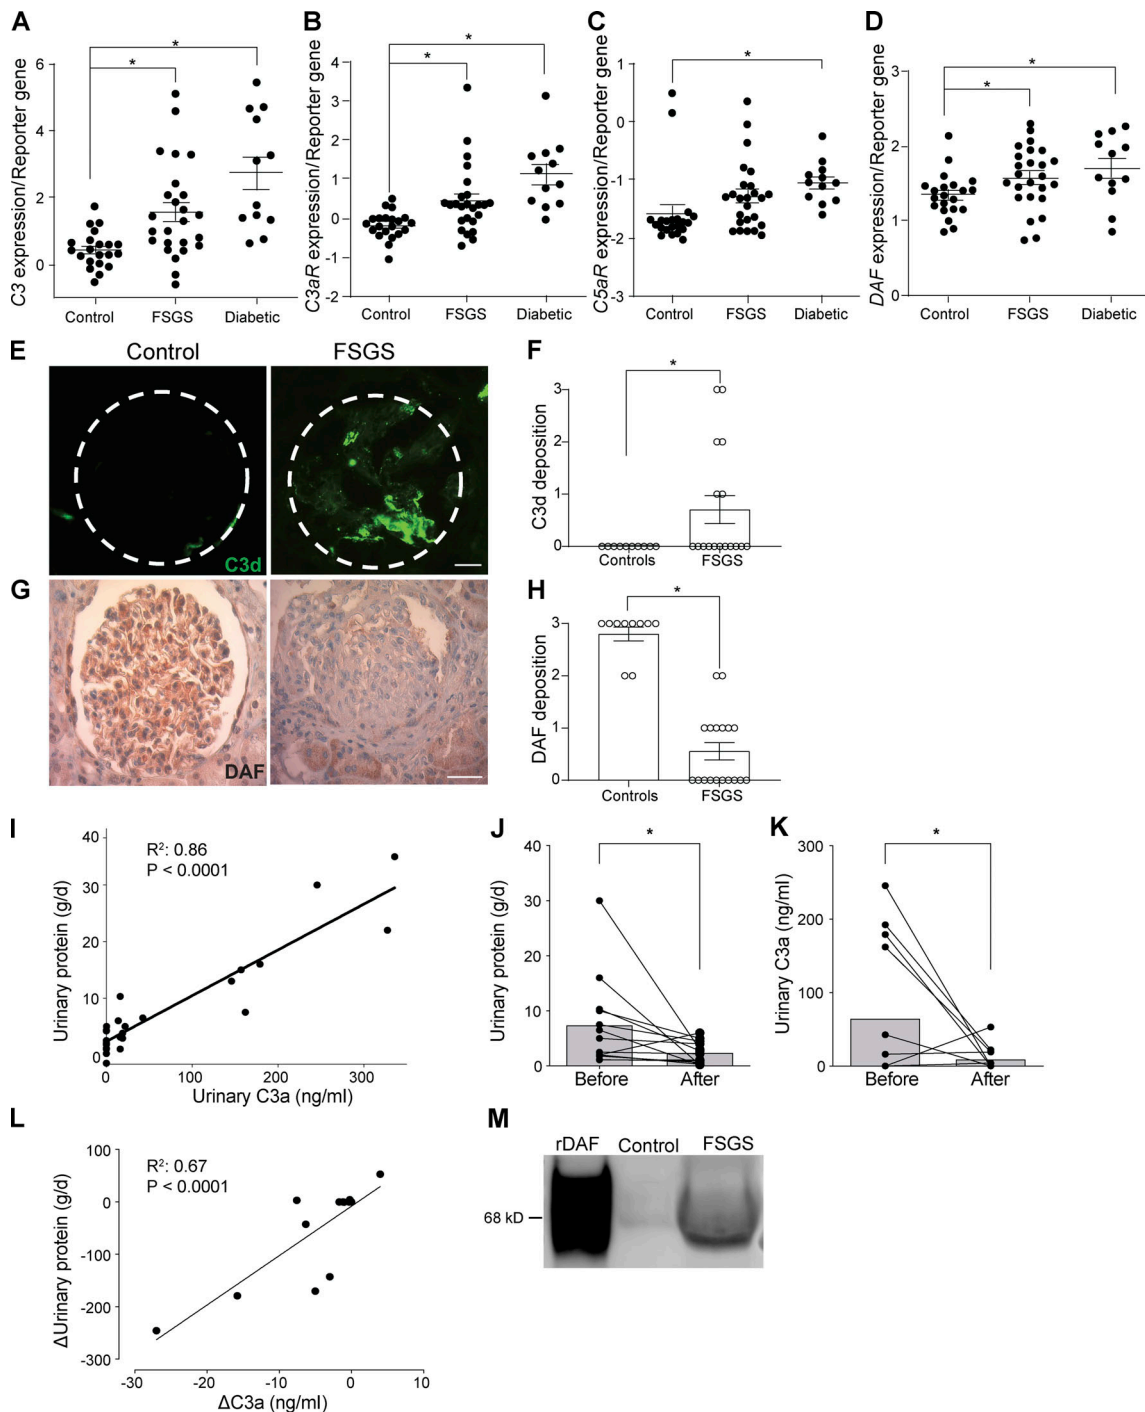 A
C3 expression/Reporter gene
6
4
2
0
*
*
Control
FSGS
Diabetic
B
C3aR expression/Reporter gene
4
3
2
1
0
-1
-2
*
*
Control
FSGS
Diabetic
C
C5aR expression/Reporter gene
1
0
-1
-2
-3
*
Control
FSGS
Diabetic
D
DAF expression/Reporter gene
3
2
1
0
*
*
Control
FSGS
Diabetic
E
Control
FSGS
C3d
F
C3d deposition
3
2
1
0
*
Controls
FSGS
G
DAF
H
DAF deposition
3
2
1
0
*
Controls
FSGS
I
Urinary protein (g/d)
40
30
20
10
0
R²: 0.86
P < 0.0001
0
100
200
300
Urinary C3a (ng/ml)
J
Urinary protein (g/d)
40
30
20
10
0
*
Before
After
K
Urinary C3a (ng/ml)
300
200
100
0
*
Before
After
L
ΔUrinary protein (g/d)
100
0
-100
-200
-300
R²: 0.67
P < 0.0001
-30
-20
-10
0
10
ΔC3a (ng/ml)
M
rDAF
Control
FSGS
68 kD